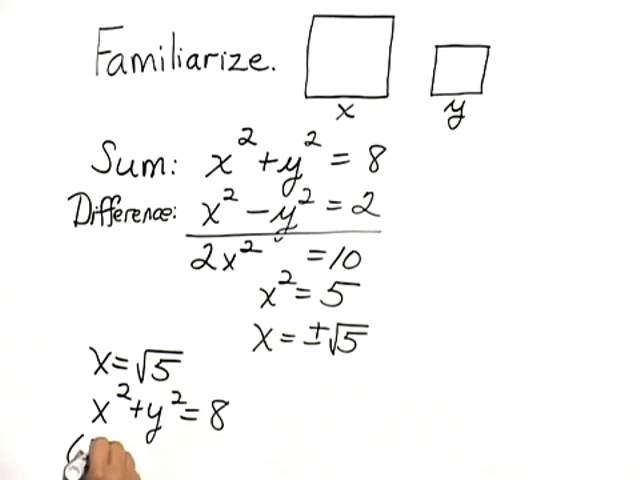 Familiarize.
x y
Sum: x² + y² = 8
Difference: x² - y² = 2
2x² = 10
x² = 5
x = ±√5
x = √5
x² + y² = 8
(